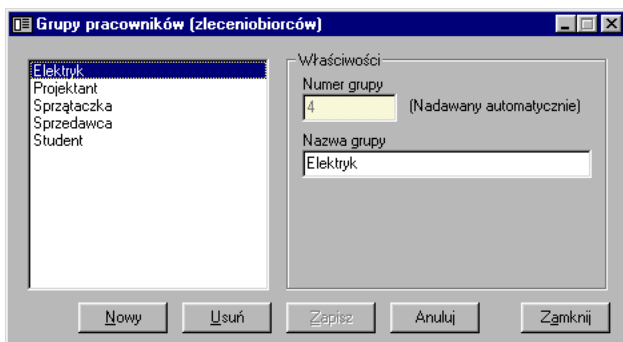 Grupy pracowników (zleceniobiorców)
Elektryk
Projektant
Sprzątaczka
Sprzedawca
Student
Właściwości
Numer grupy
4 (Nadawany automatycznie)
Nazwa grupy
Elektryk
Nowy Usuń Zapisz Anuluj Zamknij